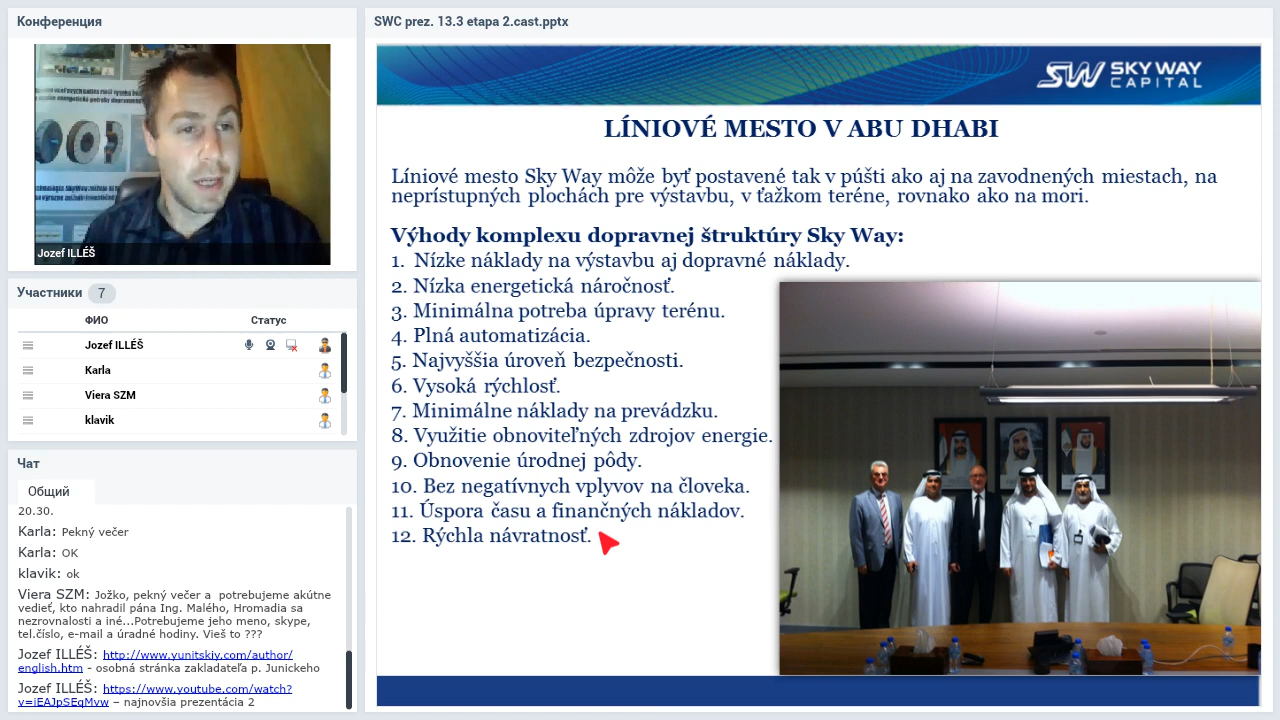 Конференция
Jozef ILLÉŠ
Участники 7
ФИО Статус
Jozef ILLÉŠ
Karla
Viera SZM
klavik
Чат
Общий
20.30.
Karla: Pekný večer
Karla: OK
klavik: ok
Viera SZM: Jožko, pekný večer a potrebujeme akútne
vedieť, kto nahradil pána Ing. Malého, Hromadia sa
nezrovnalosti a iné...Potrebujeme jeho meno, skype,
tel.číslo, e-mail a úradné hodiny. Vieš to ???
Jozef ILLÉŠ: http://www.yunitskiy.com/author/
english.htm - osobná stránka zakladateľa p. Junickeho
Jozef ILLÉŠ: https://www.youtube.com/watch?
v=iEAJpSEqMvw – najnovšia prezentácia 2
SWC prez. 13.3 etapa 2.cast.pptx
SW SKY WAY
CAPITAL
LÍNIOVÉ MESTO V ABU DHABI
Líniové mesto Sky Way môže byť postavené tak v púšti ako aj na zavodnených miestach, na
neprístupných plochách pre výstavbu, v ťažkom teréne, rovnako ako na mori.
Výhody komplexu dopravnej štruktúry Sky Way:
1. Nízke náklady na výstavbu aj dopravné náklady.
2. Nízka energetická náročnosť.
3. Minimálna potreba úpravy terénu.
4. Plná automatizácia.
5. Najvyššia úroveň bezpečnosti.
6. Vysoká rýchlosť.
7. Minimálne náklady na prevádzku.
8. Využitie obnoviteľných zdrojov energie.
9. Obnovenie úrodnej pôdy.
10. Bez negatívnych vplyvov na človeka.
11. Úspora času a finančných nákladov.
12. Rýchla návratnosť.